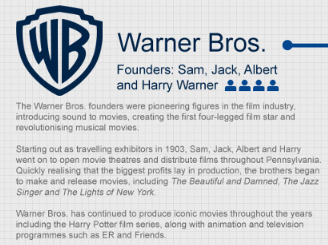 WB
Warner Bros.
Founders: Sam, Jack, Albert
and Harry Warner
The Warner Bros. founders were pioneering figures in the film industry,
introducing sound to movies, creating the first four-legged film star and
revolutionising musical movies.
Starting out as travelling exhibitors in 1903, Sam, Jack, Albert and Harry
went on to open movie theatres and distribute films throughout Pennsylvania.
Quickly realising that the biggest profits lay in production, the brothers began
to make and release movies, including The Beautiful and Damned, The Jazz
Singer and The Lights of New York.
Warner Bros. has continued to produce iconic movies throughout the years
including the Harry Potter film series, along with animation and television
programmes such as ER and Friends.